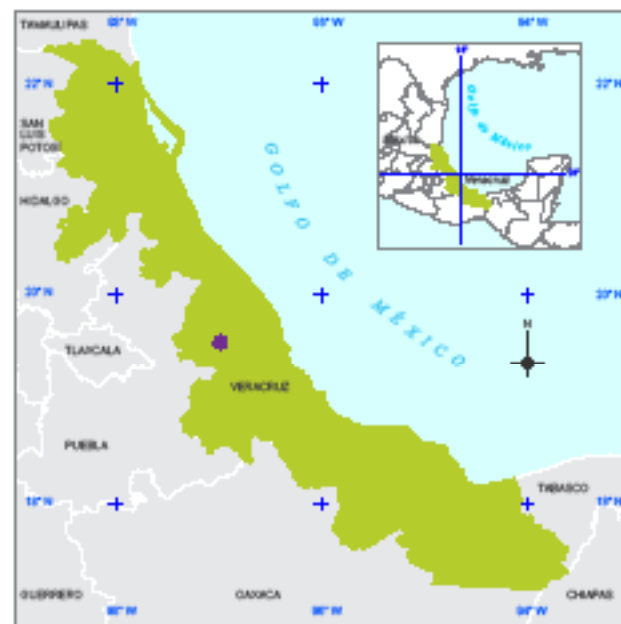 TAMAULIPAS
98° W
96° W
94° W
22° N
22° N
SAN
LUIS
POTOSÍ
HIDALGO
Golfo de México
Veracruz
GOLFO DE MÉXICO
20° N
20° N
N
TLAXCALA
VERACRUZ
PUEBLA
TABASCO
18° N
18° N
GUERRERO
OAXACA
CHIAPAS
98° W
96° W
94° W